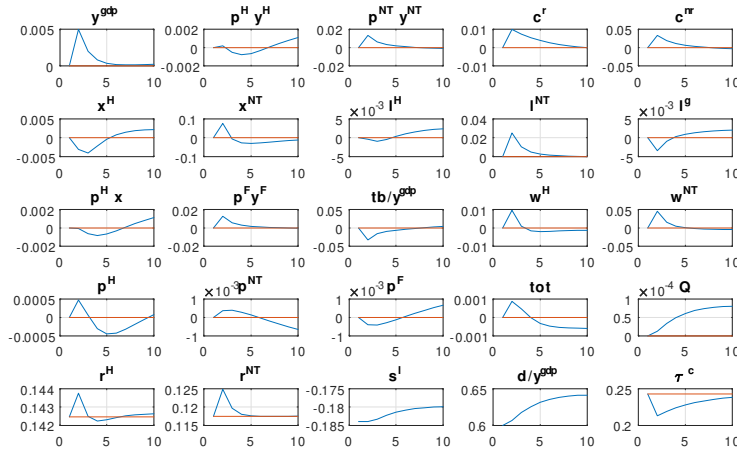 y^gdp p^H y^H p^NT y^NT c^r c^nr
0.005 0.002 0.02 0.01 0.05
0 0 0 0 0
-0.002 -0.02 -0.01 -0.05
0 5 10 0 5 10 0 5 10 0 5 10 0 5 10
x^H x^NT ×10^-3 l^H l^NT ×10^-3 l^g
0.005 0.1 5 0.04 5
0 0 0 0.02 0
-0.005 -0.1 -5 0 -5
0 5 10 0 5 10 0 5 10 0 5 10 0 5 10
p^H x p^F y^F tb/y^gdp w^H w^NT
0.002 0.02 0.05 0.01 0.05
0 0 0 0 0
-0.002 -0.02 -0.05 -0.01 -0.05
0 5 10 0 5 10 0 5 10 0 5 10 0 5 10
p^H ×10^-3 p^NT ×10^-3 p^F tot ×10^-4 Q
0.0005 1 1 0.001 1
0 0 0 0 0.5
-0.0005 -1 -1 -0.001 0
0 5 10 0 5 10 0 5 10 0 5 10 0 5 10
r^H r^NT s^l d/y^gdp τ^c
0.144 0.125 -0.175 0.65 0.25
0.143 0.12 -0.18
0.142 0.115 -0.185 0.6 0.2
0 5 10 0 5 10 0 5 10 0 5 10 0 5 10